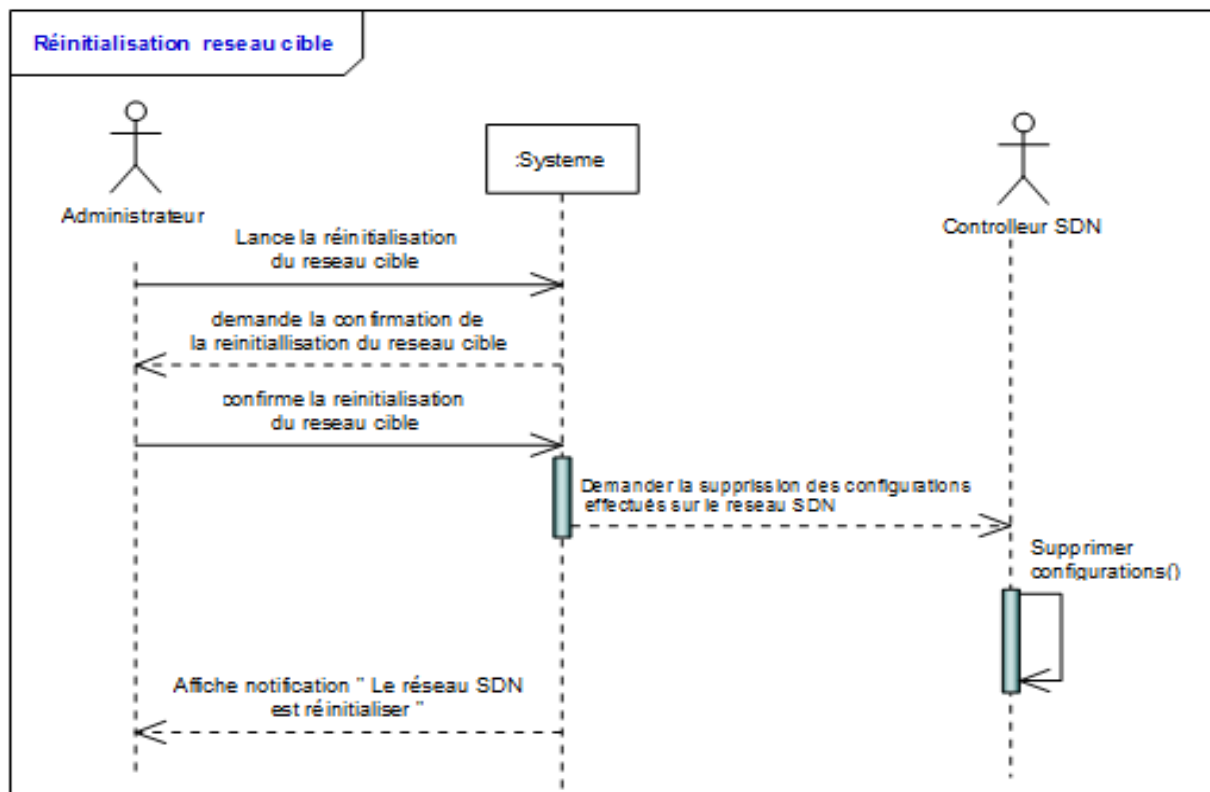 Réinitialisation reseau cible
:Systeme
Administrateur
Controlleur SDN
Lance la réinitialisation
du reseau cible
demande la confirmation de
la reinitiallisation du reseau cible
confirme la reinitialisation
du reseau cible
Demander la supprission des configurations
effectués sur le reseau SDN
Supprimer
configurations()
Affiche notification " Le réseau SDN
est réinitialiser "